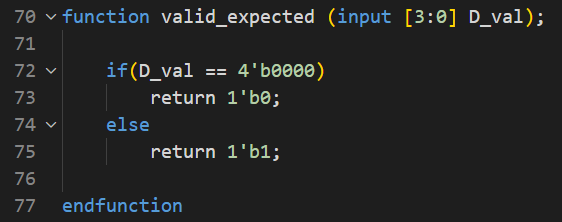 70 function valid_expected (input [3:0] D_val);
71
72     if(D_val == 4'b0000)
73         return 1'b0;
74     else
75         return 1'b1;
76
77 endfunction